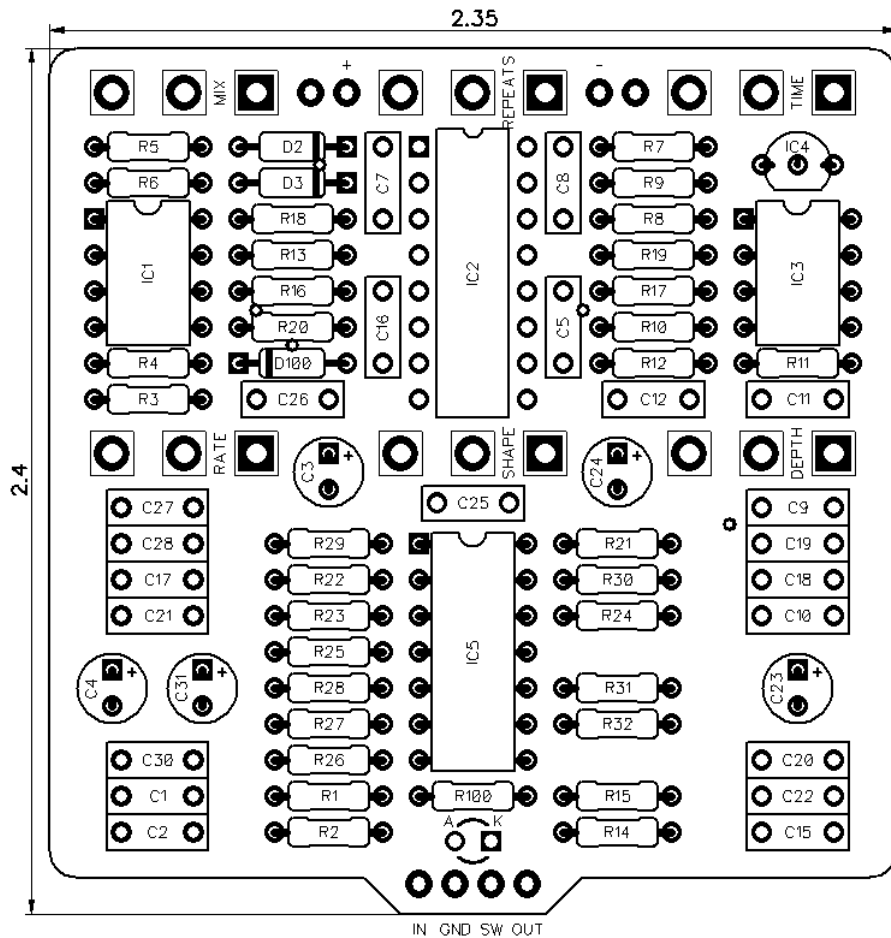 2.35
+
-
MIX
REPEATS
TIME
R5
D2
R7
IC4
R6
D3
C7
C8
R9
R18
R8
IC1
R13
IC2
R19
IC3
R16
R17
R20
C16
C5
R10
R4
D100
R12
R11
R3
C26
C12
C11
2.4
RATE
SHAPE
DEPTH
C3
+
C24
+
C27
C25
C9
C28
R29
R21
C19
C17
R22
R30
C18
C21
R23
R24
C10
R25
IC5
C4
+
C31
+
R28
R31
C23
+
R27
R32
C30
R26
C20
C1
R1
R100
R15
C22
C2
R2
A
K
R14
C15
IN GND SW OUT